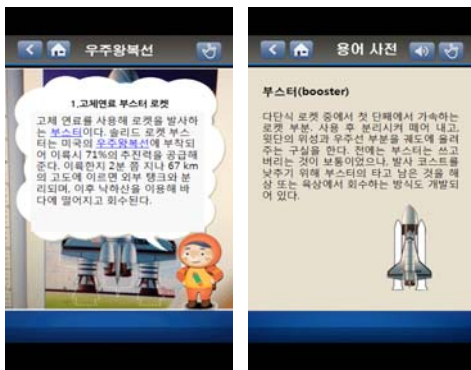 우주왕복선
1.고체연료 부스터 로켓
고체 연료를 사용해 로켓을 발사하
는 부스터이다. 솔리드 로켓 부스
터는 미국의 우주왕복선에 부착되
어 이륙시 71%의 추진력을 공급해
준다. 이륙한지 2분 쯤 지나 67 km
의 고도에 이르면 외부 탱크와 분
리되며, 이후 낙하산을 이용해 바
다에 떨어지고 회수된다.
용어 사전
부스터(booster)
다단식 로켓 중에서 첫 단째에서 가속하는
로켓 부분. 사용 후 분리시켜 떼어 내고,
윗단의 위성과 우주선 부분을 궤도에 올려
주는 구실을 한다. 전에는 부스터는 쓰고
버리는 것이 보통이었으나, 발사 코스트를
낮추기 위해 부스터의 타고 남은 것을 해
상 또는 육상에서 회수하는 방식도 개발되
어 있다.